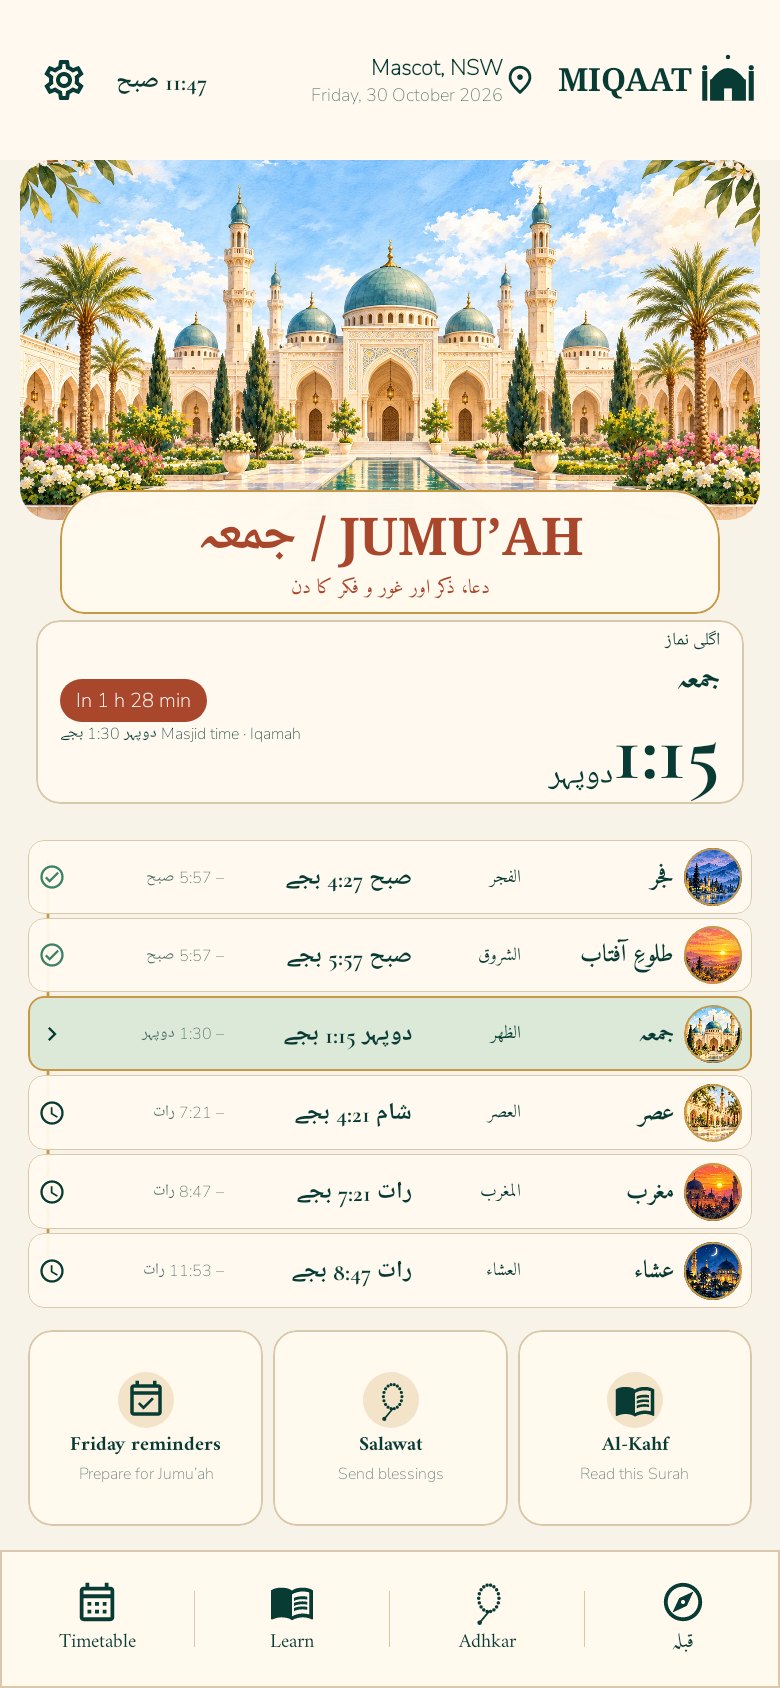 MIQAAT
Mascot, NSW
Friday, 30 October 2026
11:47 صبح
جمعہ / JUMU’AH
دعا، ذکر اور غور و فکر کا دن
اگلی نماز
جمعہ
1:15 دوپہر
In 1 h 28 min
Masjid time · Iqamah دوپہر 1:30 بجے
فجر الفجر صبح 4:27 بجے – 5:57 صبح
طلوعِ آفتاب الشروق صبح 5:57 بجے – 5:57 صبح
جمعہ الظهر دوپہر 1:15 بجے – 1:30 دوپہر
عصر العصر شام 4:21 بجے – 7:21 رات
مغرب المغرب رات 7:21 بجے – 8:47 رات
عشاء العشاء رات 8:47 بجے – 11:53 رات
Al-Kahf
Read this Surah
Salawat
Send blessings
Friday reminders
Prepare for Jumu’ah
قبلہ
Adhkar
Learn
Timetable